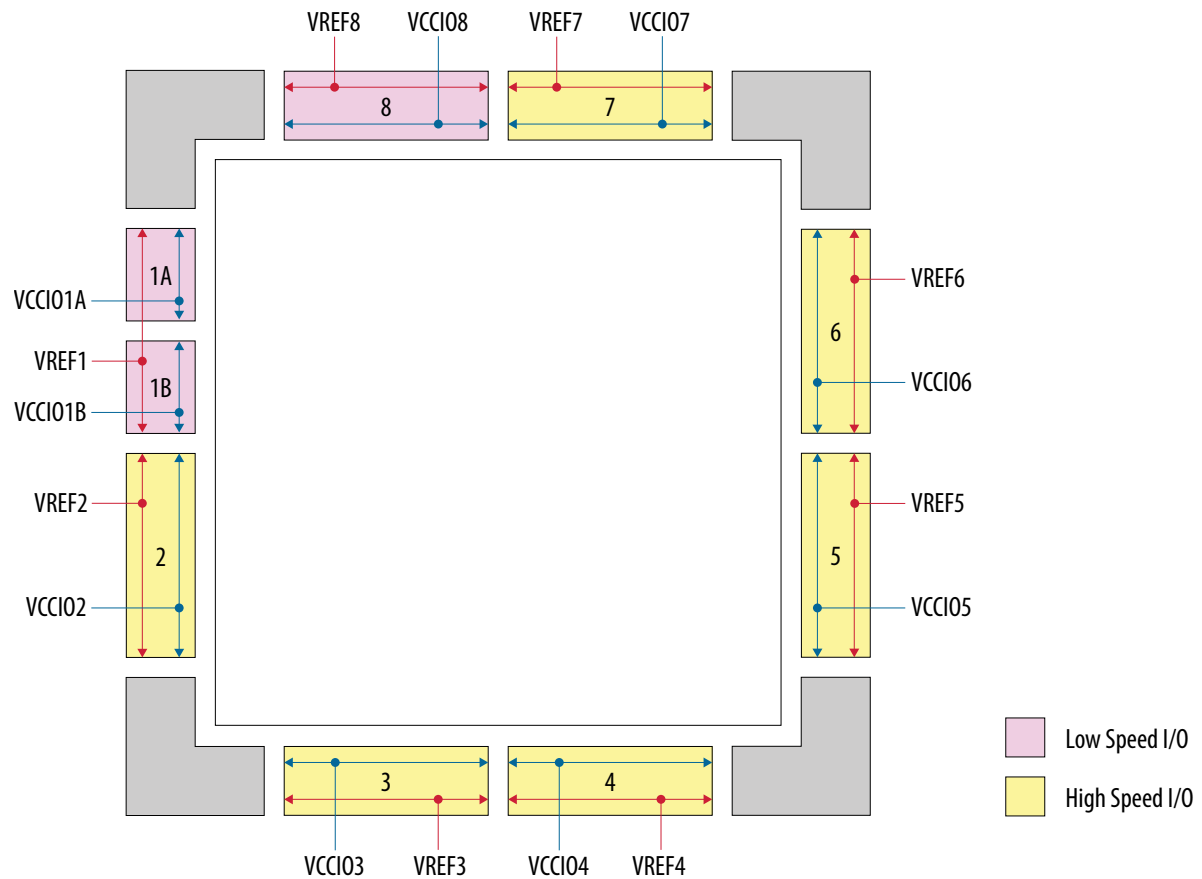 VREF8
VCCIO8
VREF7
VCCIO7
8
7
1A
VCCIO1A
VREF1
1B
VCCIO1B
VREF6
6
VCCIO6
VREF2
2
VCCIO2
VREF5
5
VCCIO5
3
4
VCCIO3
VREF3
VCCIO4
VREF4
Low Speed I/O
High Speed I/O